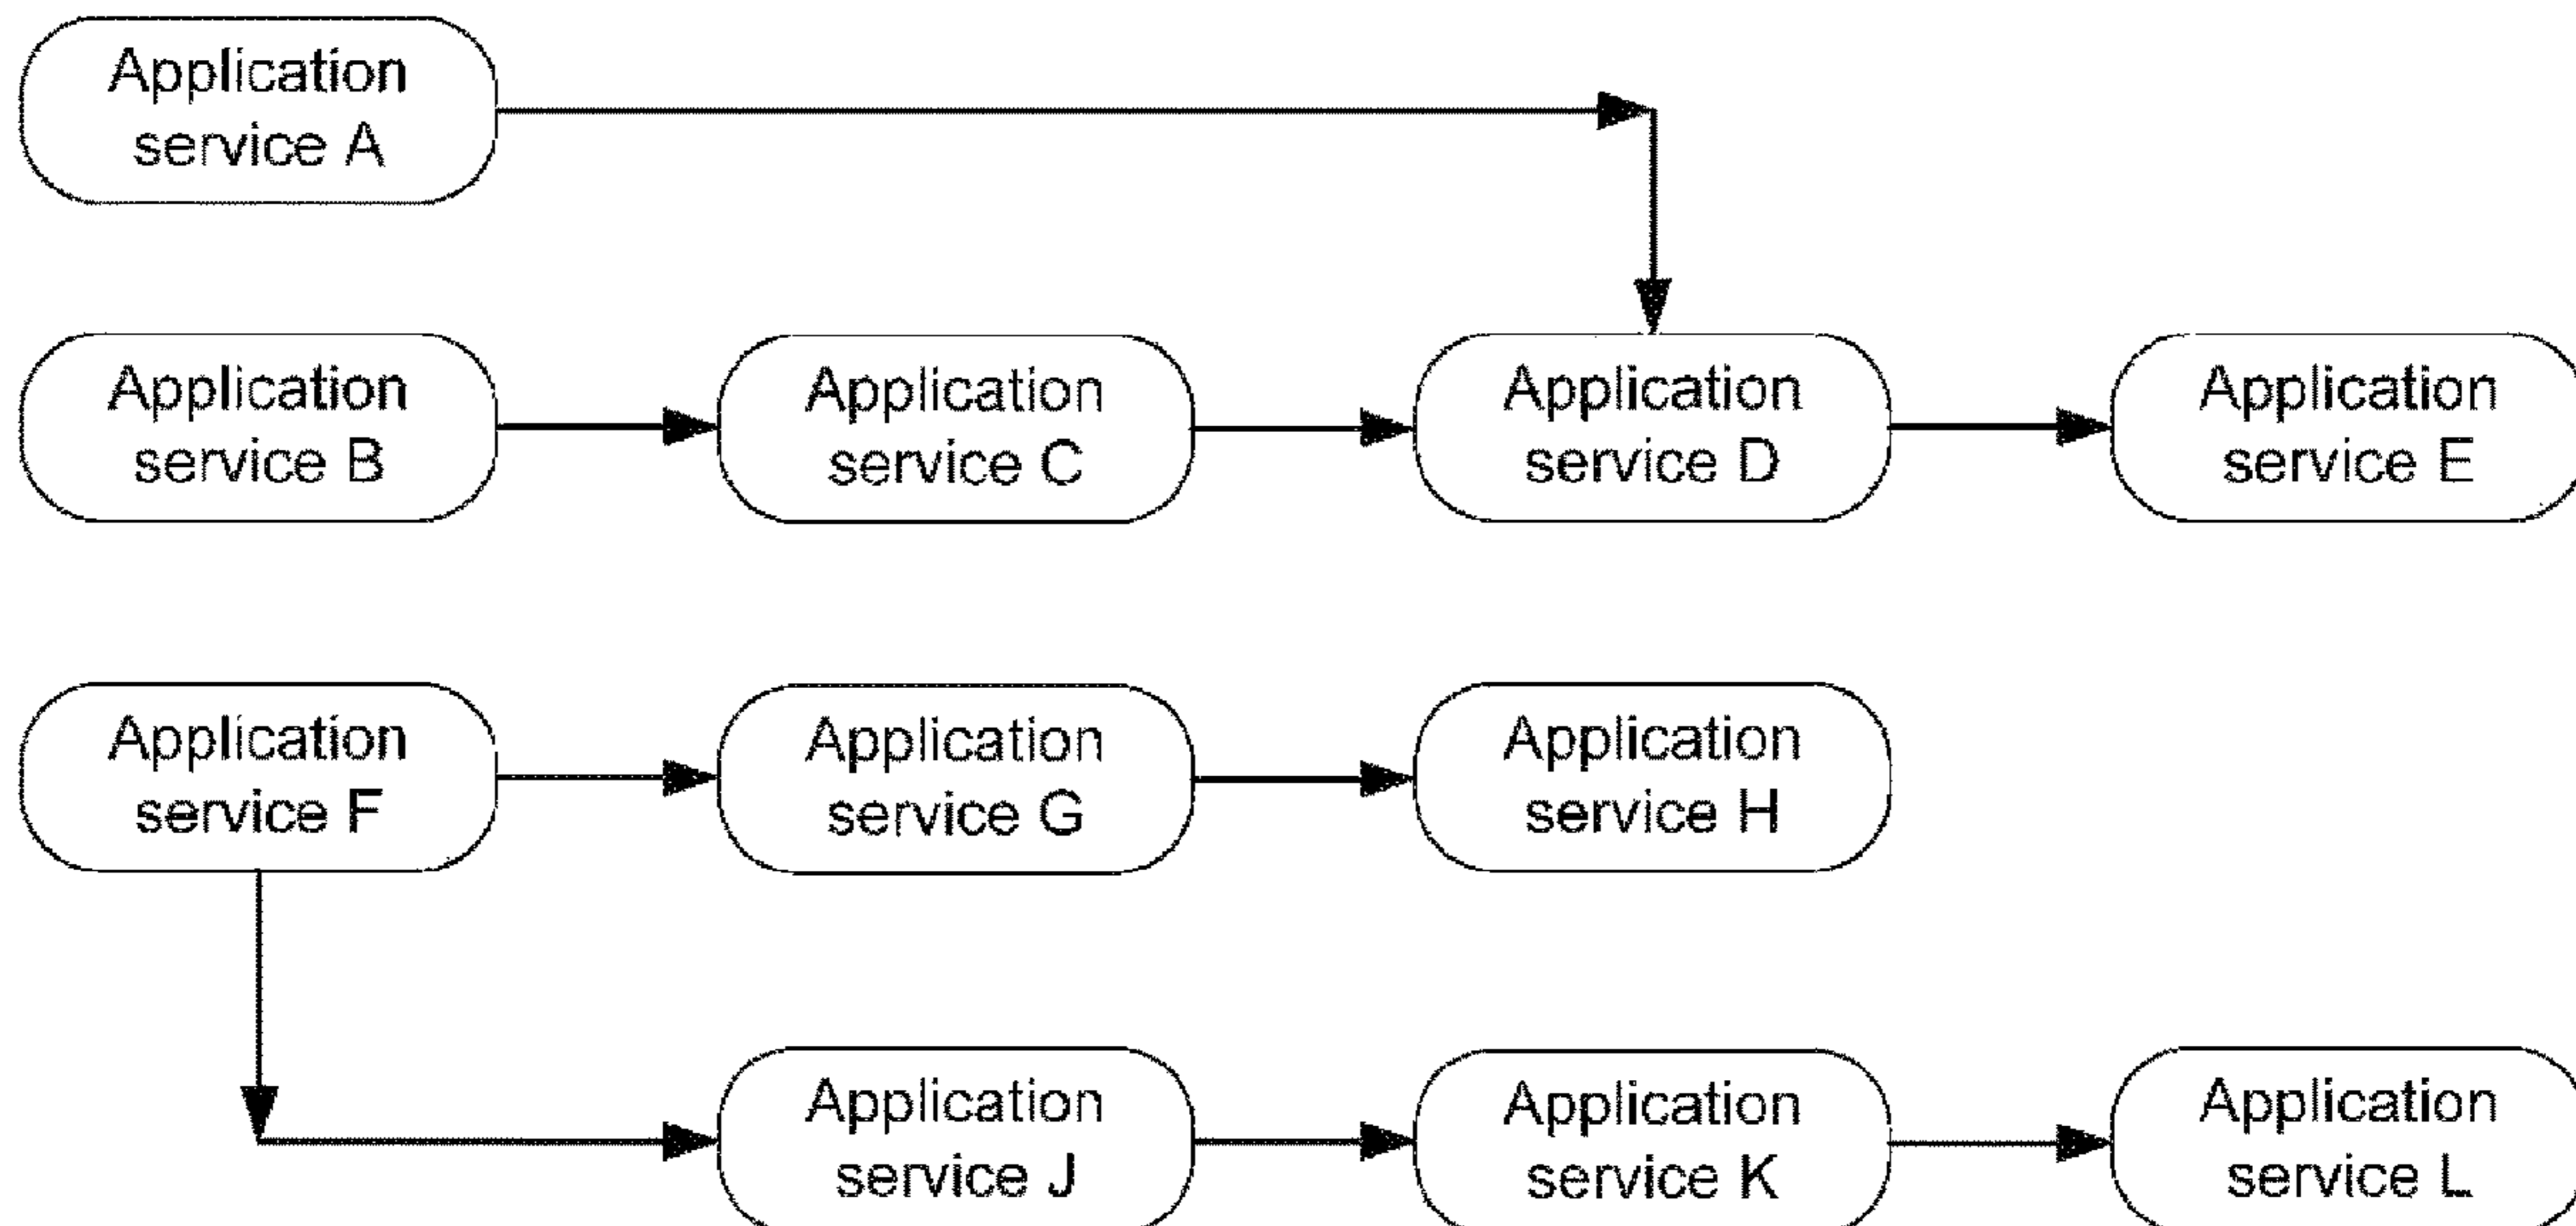 Application
service A
Application
service B
Application
service C
Application
service D
Application
service E
Application
service F
Application
service G
Application
service H
Application
service J
Application
service K
Application
service L